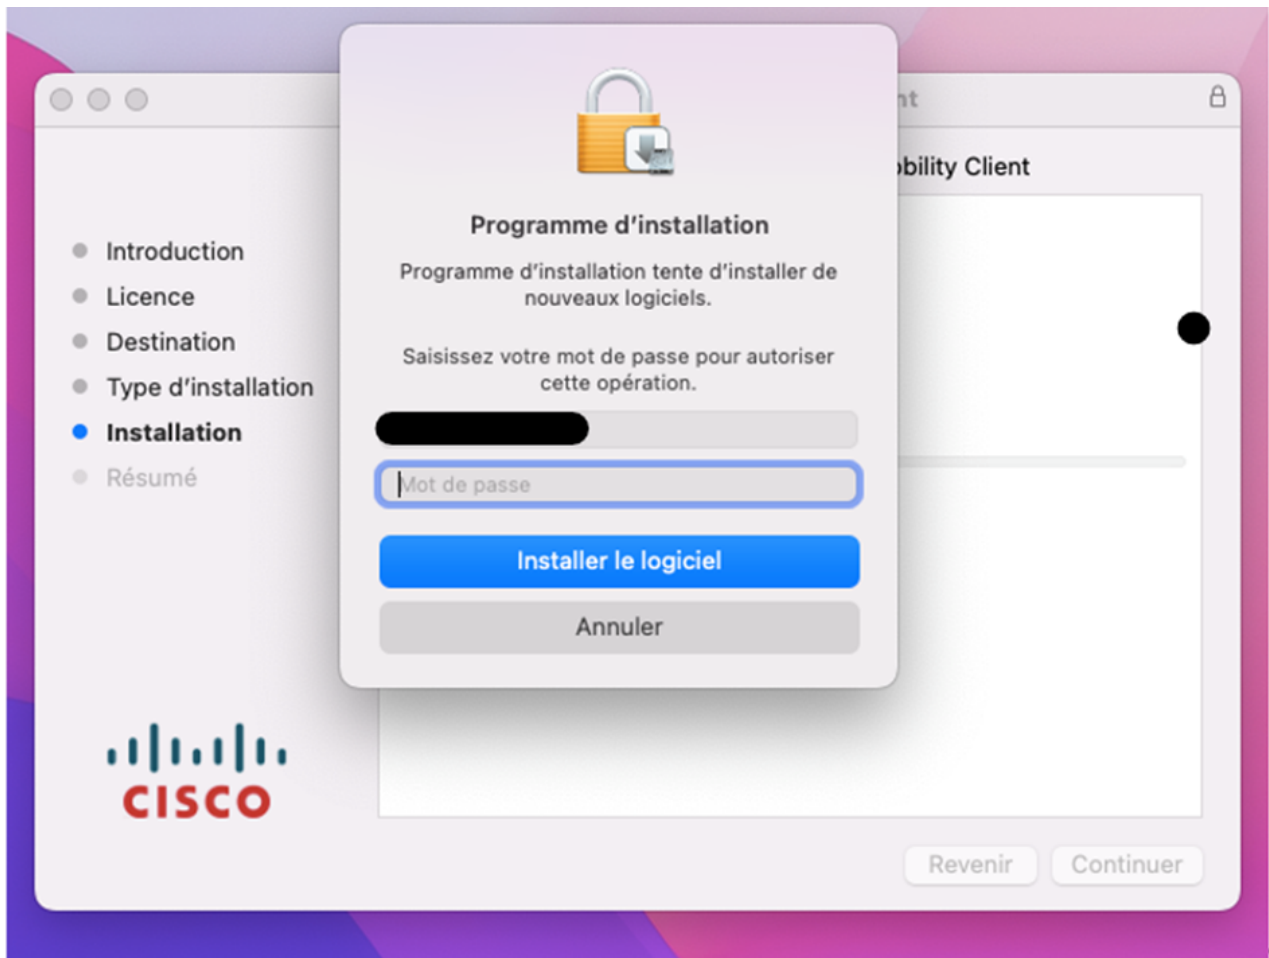 Programme d'installation
Programme d'installation tente d'installer de
nouveaux logiciels.
Saisissez votre mot de passe pour autoriser
cette opération.
Mot de passe
Installer le logiciel
Annuler
Client
Introduction
Licence
Destination
Type d'installation
Installation
Résumé
CISCO
Revenir
Continuer